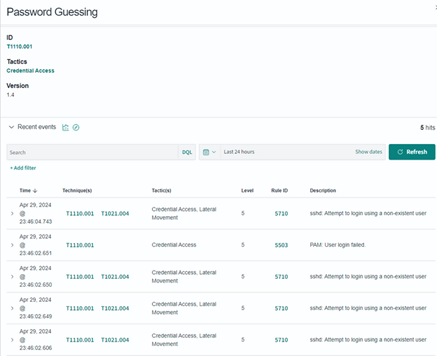 Password Guessing
ID
T1110.001
Tactics
Credential Access
Version
1.4
Recent events
5 hits
Search DQL Last 24 hours Show dates Refresh
+ Add filter
Time Technique(s) Tactic(s) Level Rule ID Description
Apr 29, 2024 @ 23:46:04.743 T1110.001 T1021.004 Credential Access, Lateral Movement 5 5710 sshd: Attempt to login using a non-existent user
Apr 29, 2024 @ 23:46:02.651 T1110.001 Credential Access 5 5503 PAM: User login failed.
Apr 29, 2024 @ 23:46:02.650 T1110.001 T1021.004 Credential Access, Lateral Movement 5 5710 sshd: Attempt to login using a non-existent user
Apr 29, 2024 @ 23:46:02.649 T1110.001 T1021.004 Credential Access, Lateral Movement 5 5710 sshd: Attempt to login using a non-existent user
Apr 29, 2024 @ 23:46:02.606 T1110.001 T1021.004 Credential Access, Lateral Movement 5 5710 sshd: Attempt to login using a non-existent user